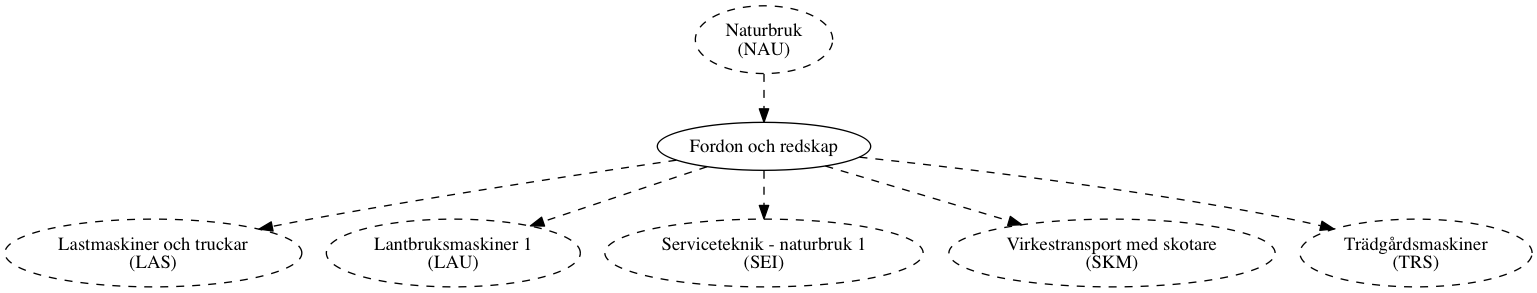 Naturbruk
(NAU)
Fordon och redskap
Lastmaskiner och truckar
(LAS)
Lantbruksmaskiner 1
(LAU)
Serviceteknik - naturbruk 1
(SEI)
Virkestransport med skotare
(SKM)
Trädgårdsmaskiner
(TRS)